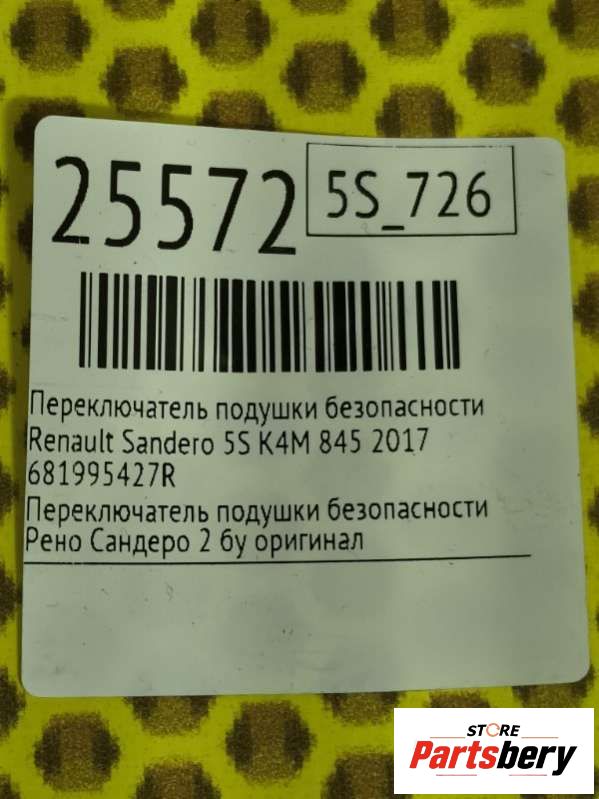 25572
5S_726
Переключатель подушки безопасности
Renault Sandero 5S K4M 845 2017
681995427R
Переключатель подушки безопасности
Рено Сандеро 2 бу оригинал
STORE
Partsbery